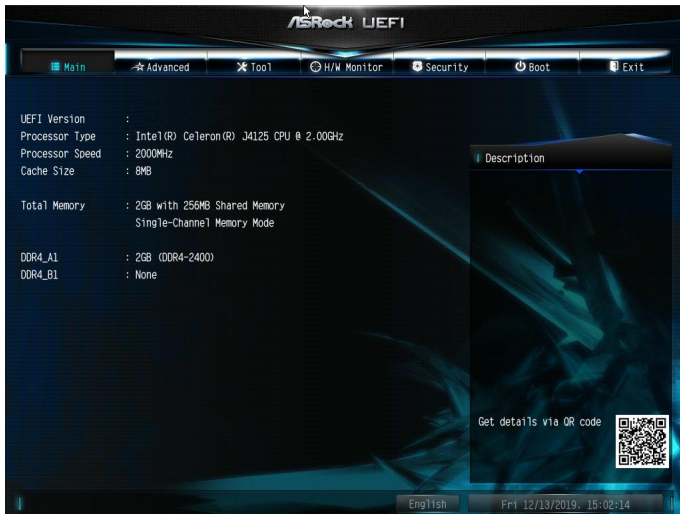 ASRock UEFI
Main Advanced Tool H/W Monitor Security Boot Exit
UEFI Version :
Processor Type : Intel(R) Celeron(R) J4125 CPU @ 2.00GHz
Processor Speed : 2000MHz
Cache Size : 8MB
Total Memory : 2GB with 256MB Shared Memory
Single-Channel Memory Mode
DDR4_A1 : 2GB (DDR4-2400)
DDR4_B1 : None
Description
Get details via QR code
English
Fri 12/13/2019. 15:02:14